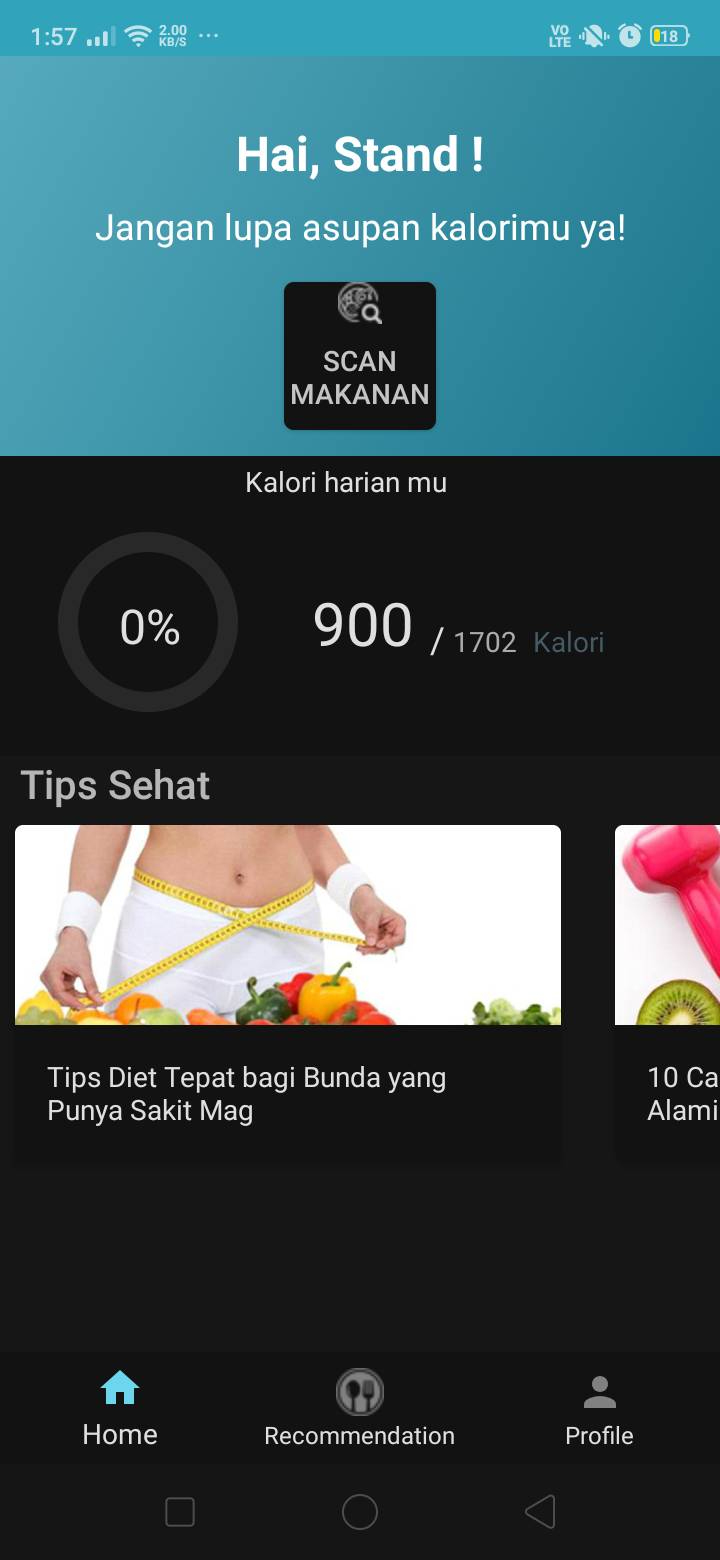 1:57 2.00 KB/S ... VO LTE 18
Hai, Stand !
Jangan lupa asupan kalorimu ya!
SCAN
MAKANAN
Kalori harian mu
0%
900 / 1702 Kalori
Tips Sehat
Tips Diet Tepat bagi Bunda yang
Punya Sakit Mag
10 Ca
Alami
Home
Recommendation
Profile